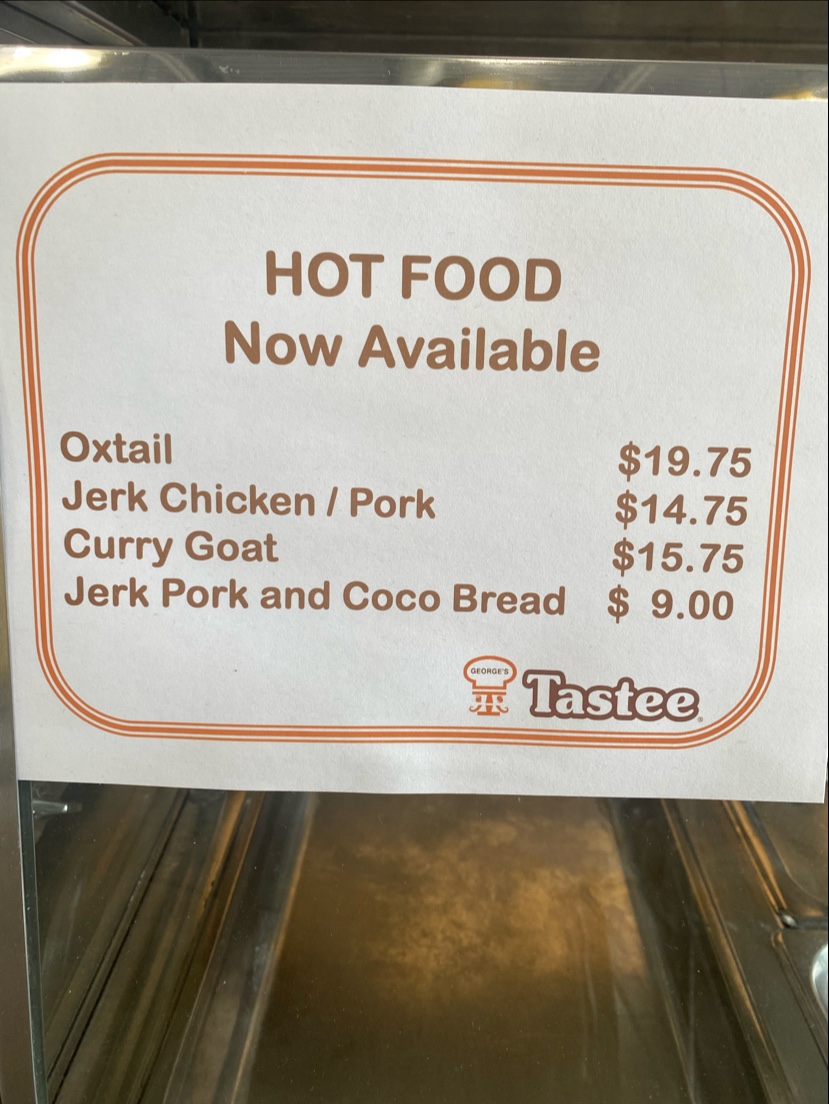 HOT FOOD
Now Available
Oxtail $19.75
Jerk Chicken / Pork $14.75
Curry Goat $15.75
Jerk Pork and Coco Bread $ 9.00
GEORGE'S
Tastee®